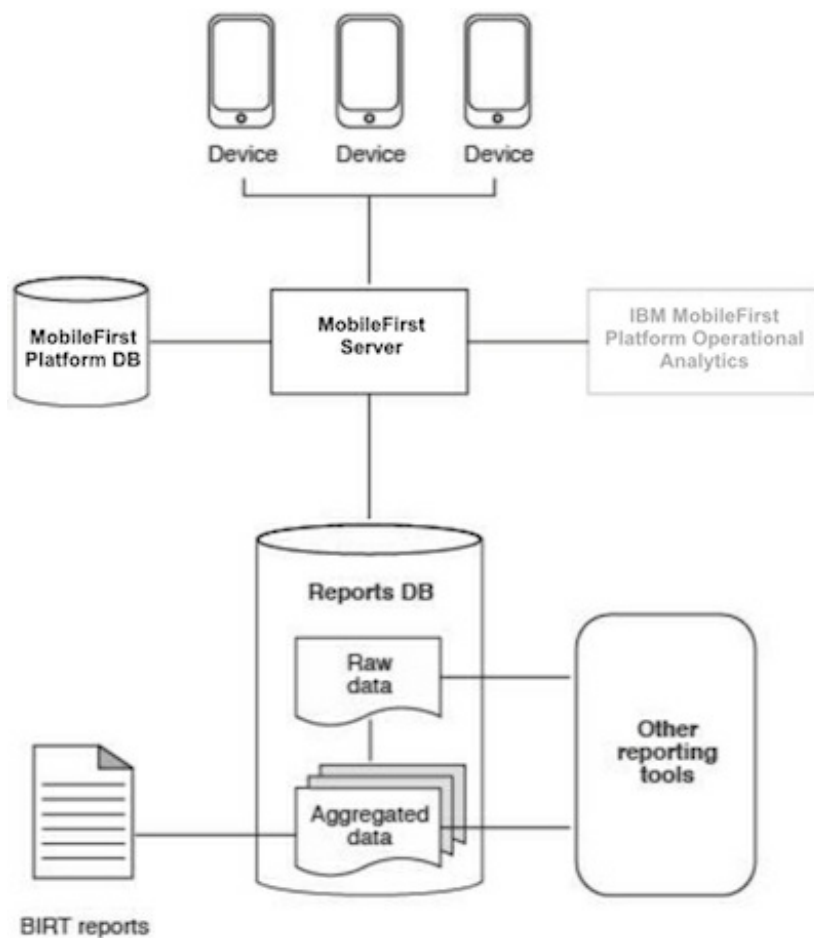 Device
Device
Device
MobileFirst
Platform DB
MobileFirst
Server
IBM MobileFirst
Platform Operational
Analytics
Reports DB
Raw
data
Other
reporting
tools
Aggregated
data
BIRT reports